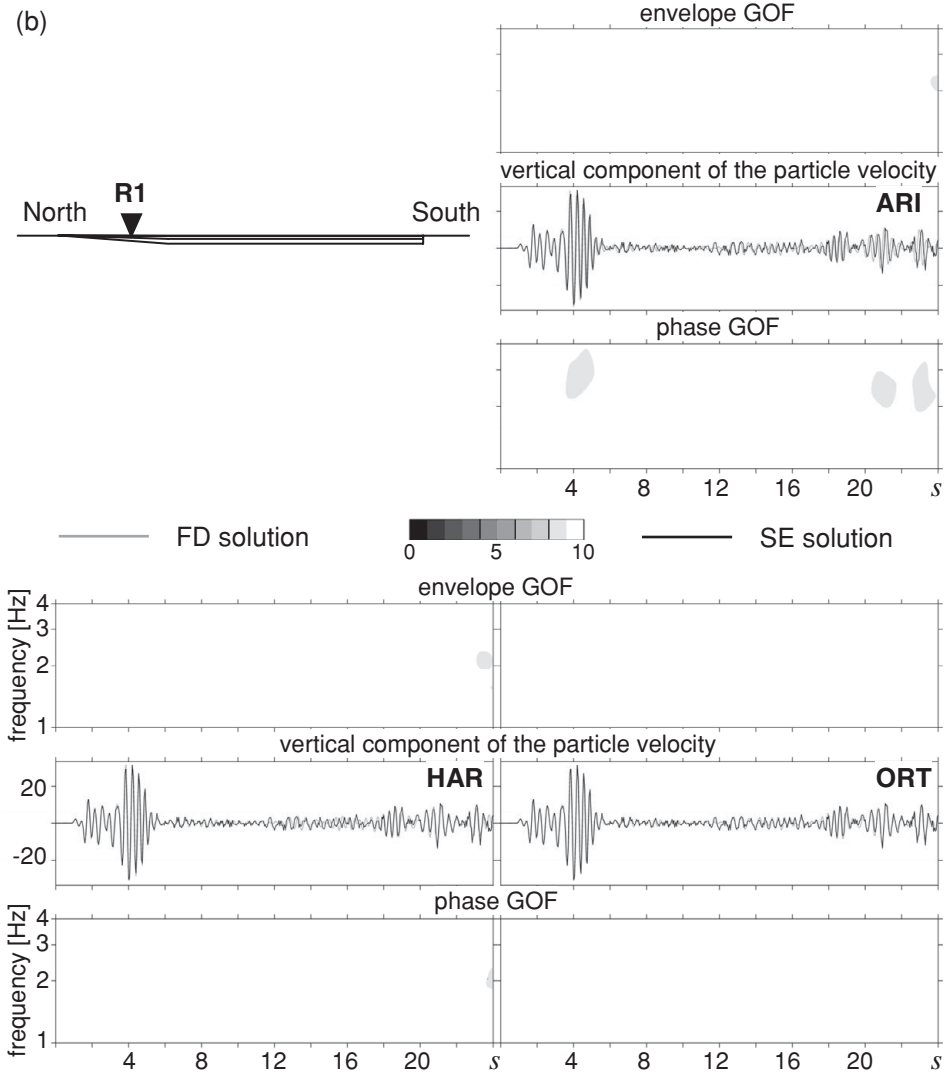 (b)
envelope GOF
vertical component of the particle velocity
ARI
R1
North
South
phase GOF
4 8 12 16 20 s
FD solution
0 5 10
SE solution
envelope GOF
frequency [Hz]
4
3
2
1
vertical component of the particle velocity
20
-20
HAR
ORT
phase GOF
frequency [Hz]
4
3
2
1
4 8 12 16 20 s 4 8 12 16 20 s